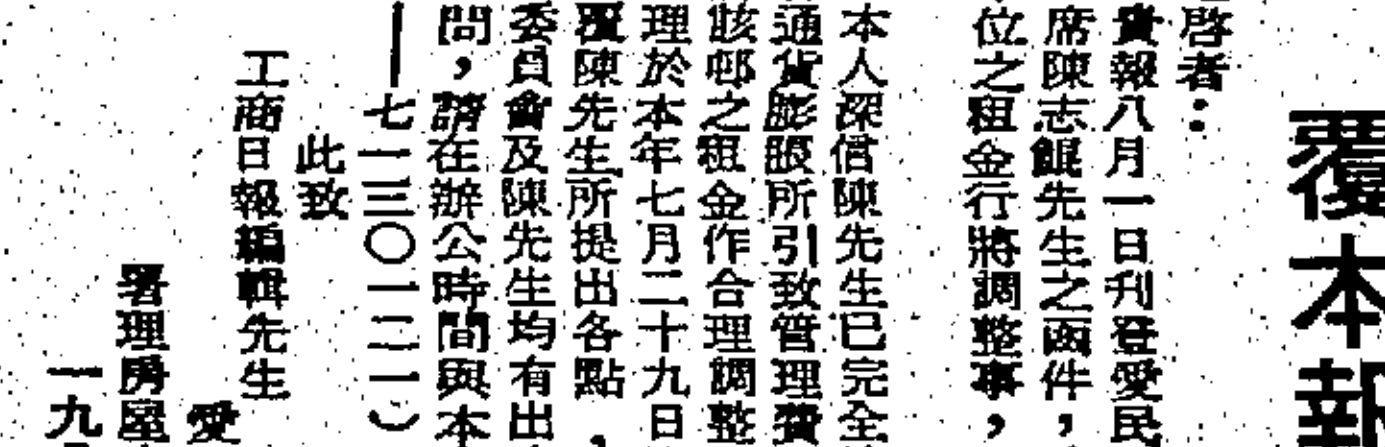 覆本報
啓者：
貴報八月一日刊登愛民
席陳志錕先生之函件，
位之租金行將調整事，
本人深信陳先生已完全
通貨膨脹所引致管理費
該邨之租金作合理調整
理於本年七月二十九日
覆陳先生所提出各點，
委員會及陳先生均有出
問，請在辦公時間與本
—七一三〇一二一）
此致
工商日報編輯先生
愛
署理房屋
一九